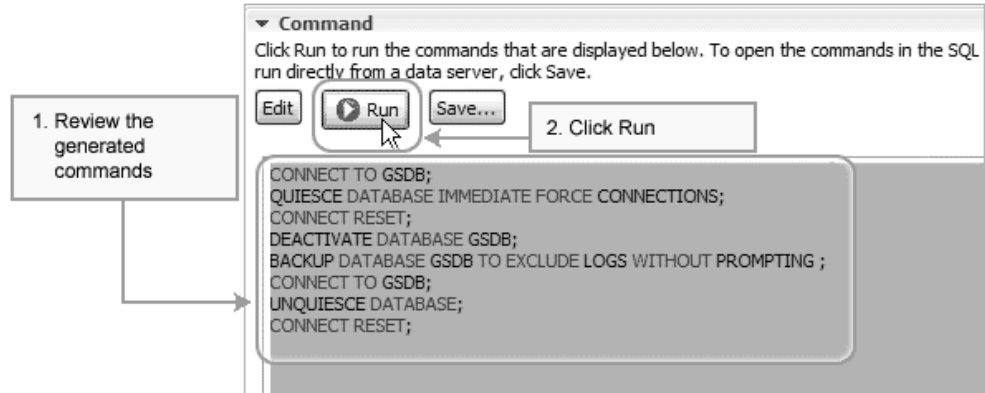 Command
Click Run to run the commands that are displayed below. To open the commands in the SQL
run directly from a data server, click Save.
Edit
Run
Save...
1. Review the
generated
commands
2. Click Run
CONNECT TO GSDB;
QUIESCE DATABASE IMMEDIATE FORCE CONNECTIONS;
CONNECT RESET;
DEACTIVATE DATABASE GSDB;
BACKUP DATABASE GSDB TO EXCLUDE LOGS WITHOUT PROMPTING ;
CONNECT TO GSDB;
UNQUIESCE DATABASE;
CONNECT RESET;